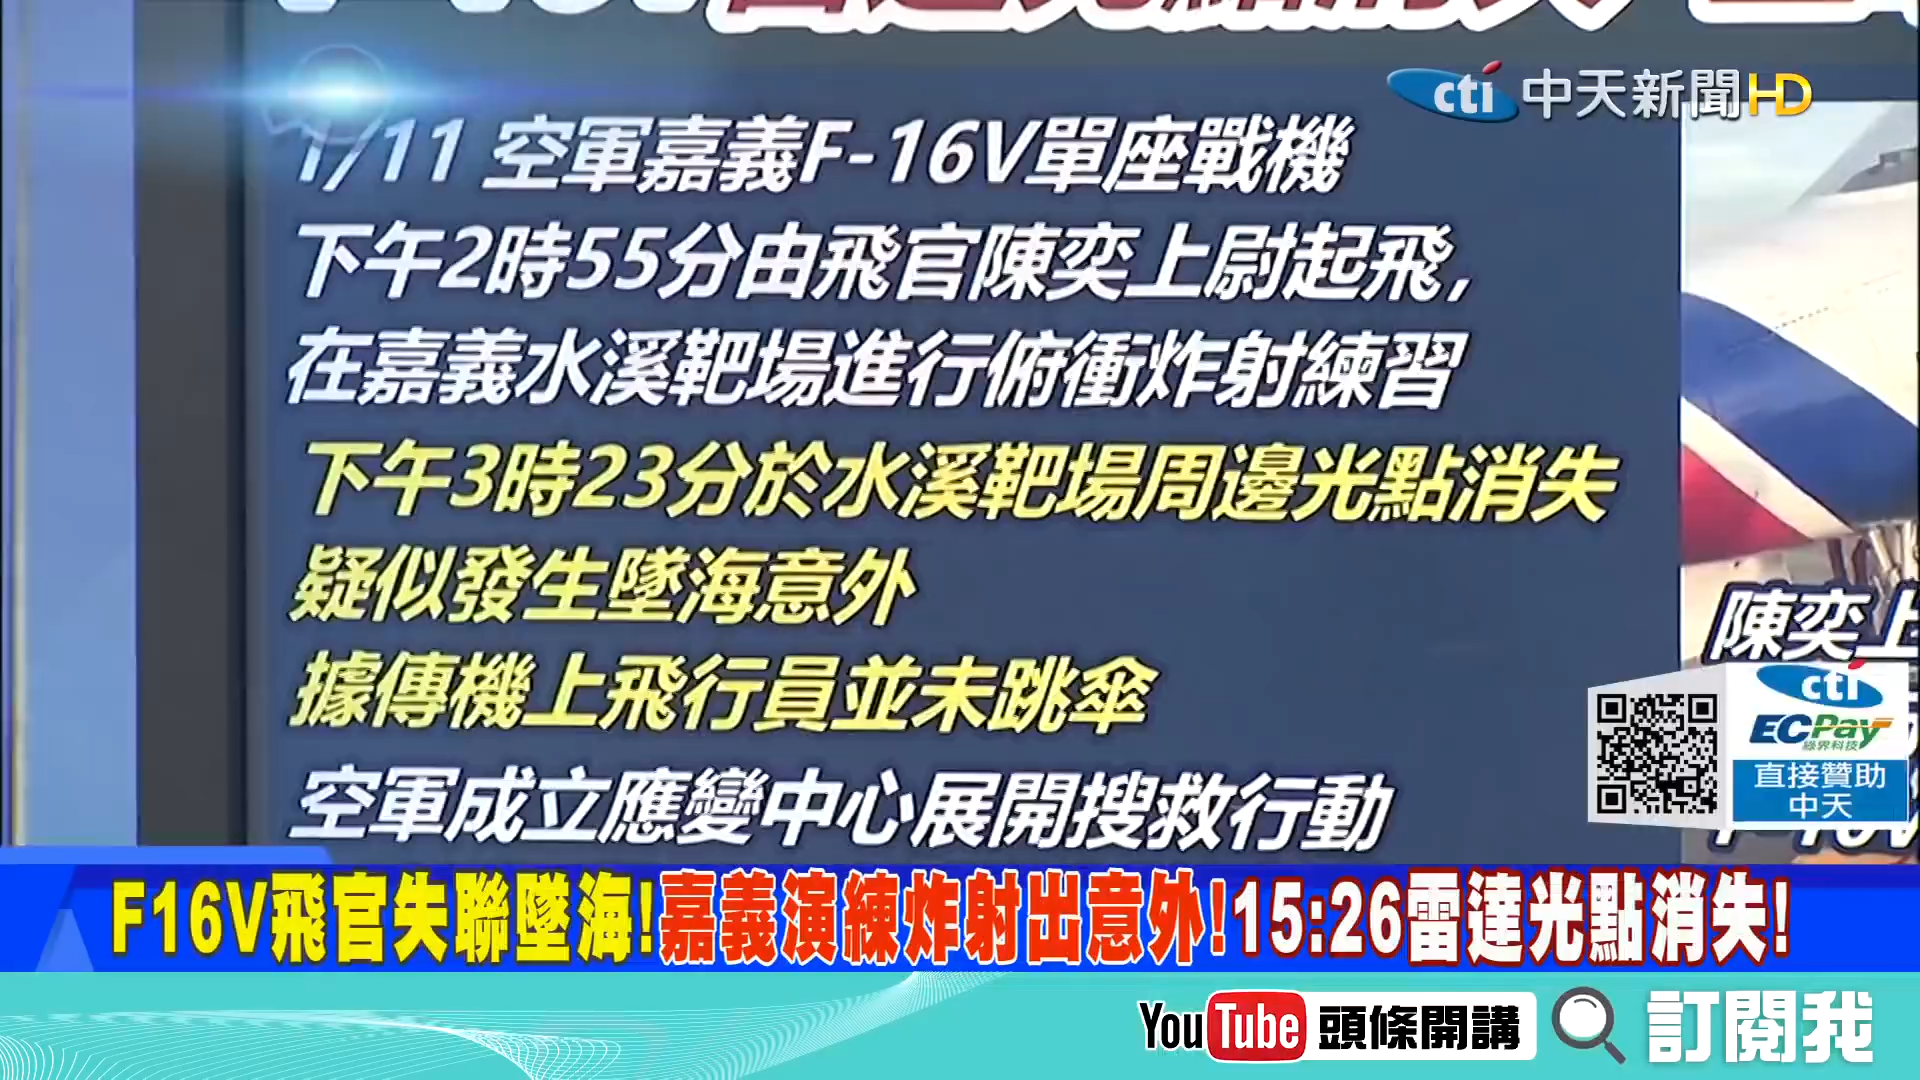 cti 中天新聞HD
1/11 空軍嘉義F-16V單座戰機
下午2時55分由飛官陳奕上尉起飛,
在嘉義水溪靶場進行俯衝炸射練習
下午3時23分於水溪靶場周邊光點消失
疑似發生墜海意外
據傳機上飛行員並未跳傘
空軍成立應變中心展開搜救行動
陳奕上
cti
ECPay
綠界科技
直接贊助
中天
F16V飛官失聯墜海!嘉義演練炸射出意外!15:26雷達光點消失!
YouTube 頭條開講 訂閱我